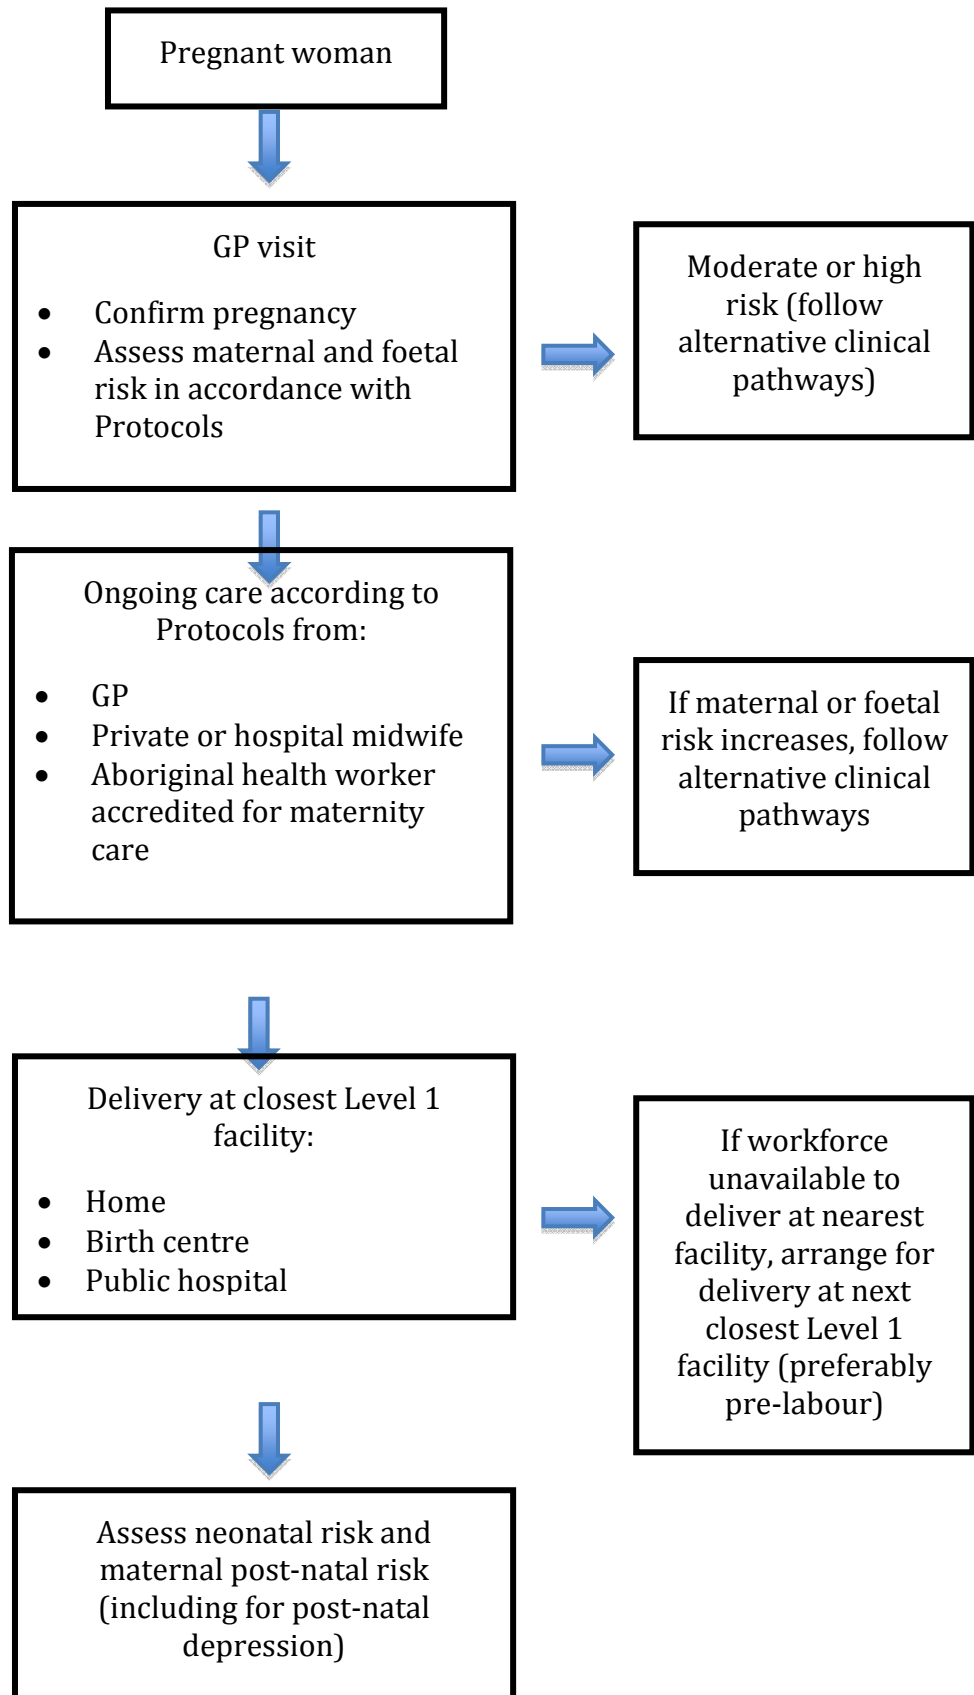 Pregnant woman
GP visit
• Confirm pregnancy
• Assess maternal and foetal
risk in accordance with
Protocols
Moderate or high
risk (follow
alternative clinical
pathways)
Ongoing care according to
Protocols from:
• GP
• Private or hospital midwife
• Aboriginal health worker
accredited for maternity
care
If maternal or foetal
risk increases, follow
alternative clinical
pathways
Delivery at closest Level 1
facility:
• Home
• Birth centre
• Public hospital
If workforce
unavailable to
deliver at nearest
facility, arrange for
delivery at next
closest Level 1
facility (preferably
pre-labour)
Assess neonatal risk and
maternal post-natal risk
(including for post-natal
depression)